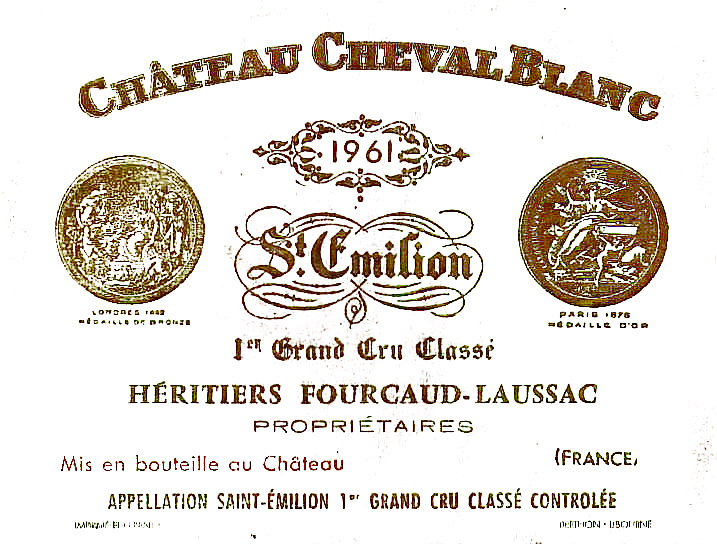 CHÂTEAU CHEVAL BLANC
1961
St. Emilion
LONDRES 1862
MÉDAILLE DE BRONZE
PARIS 1878
MÉDAILLE D'OR
1er Grand Cru Classé
HÉRITIERS FOURCAUD-LAUSSAC
PROPRIÉTAIRES
Mis en bouteille au Château
(FRANCE)
APPELLATION SAINT-ÉMILION 1er GRAND CRU CLASSÉ CONTROLÉE
LIBOURNE